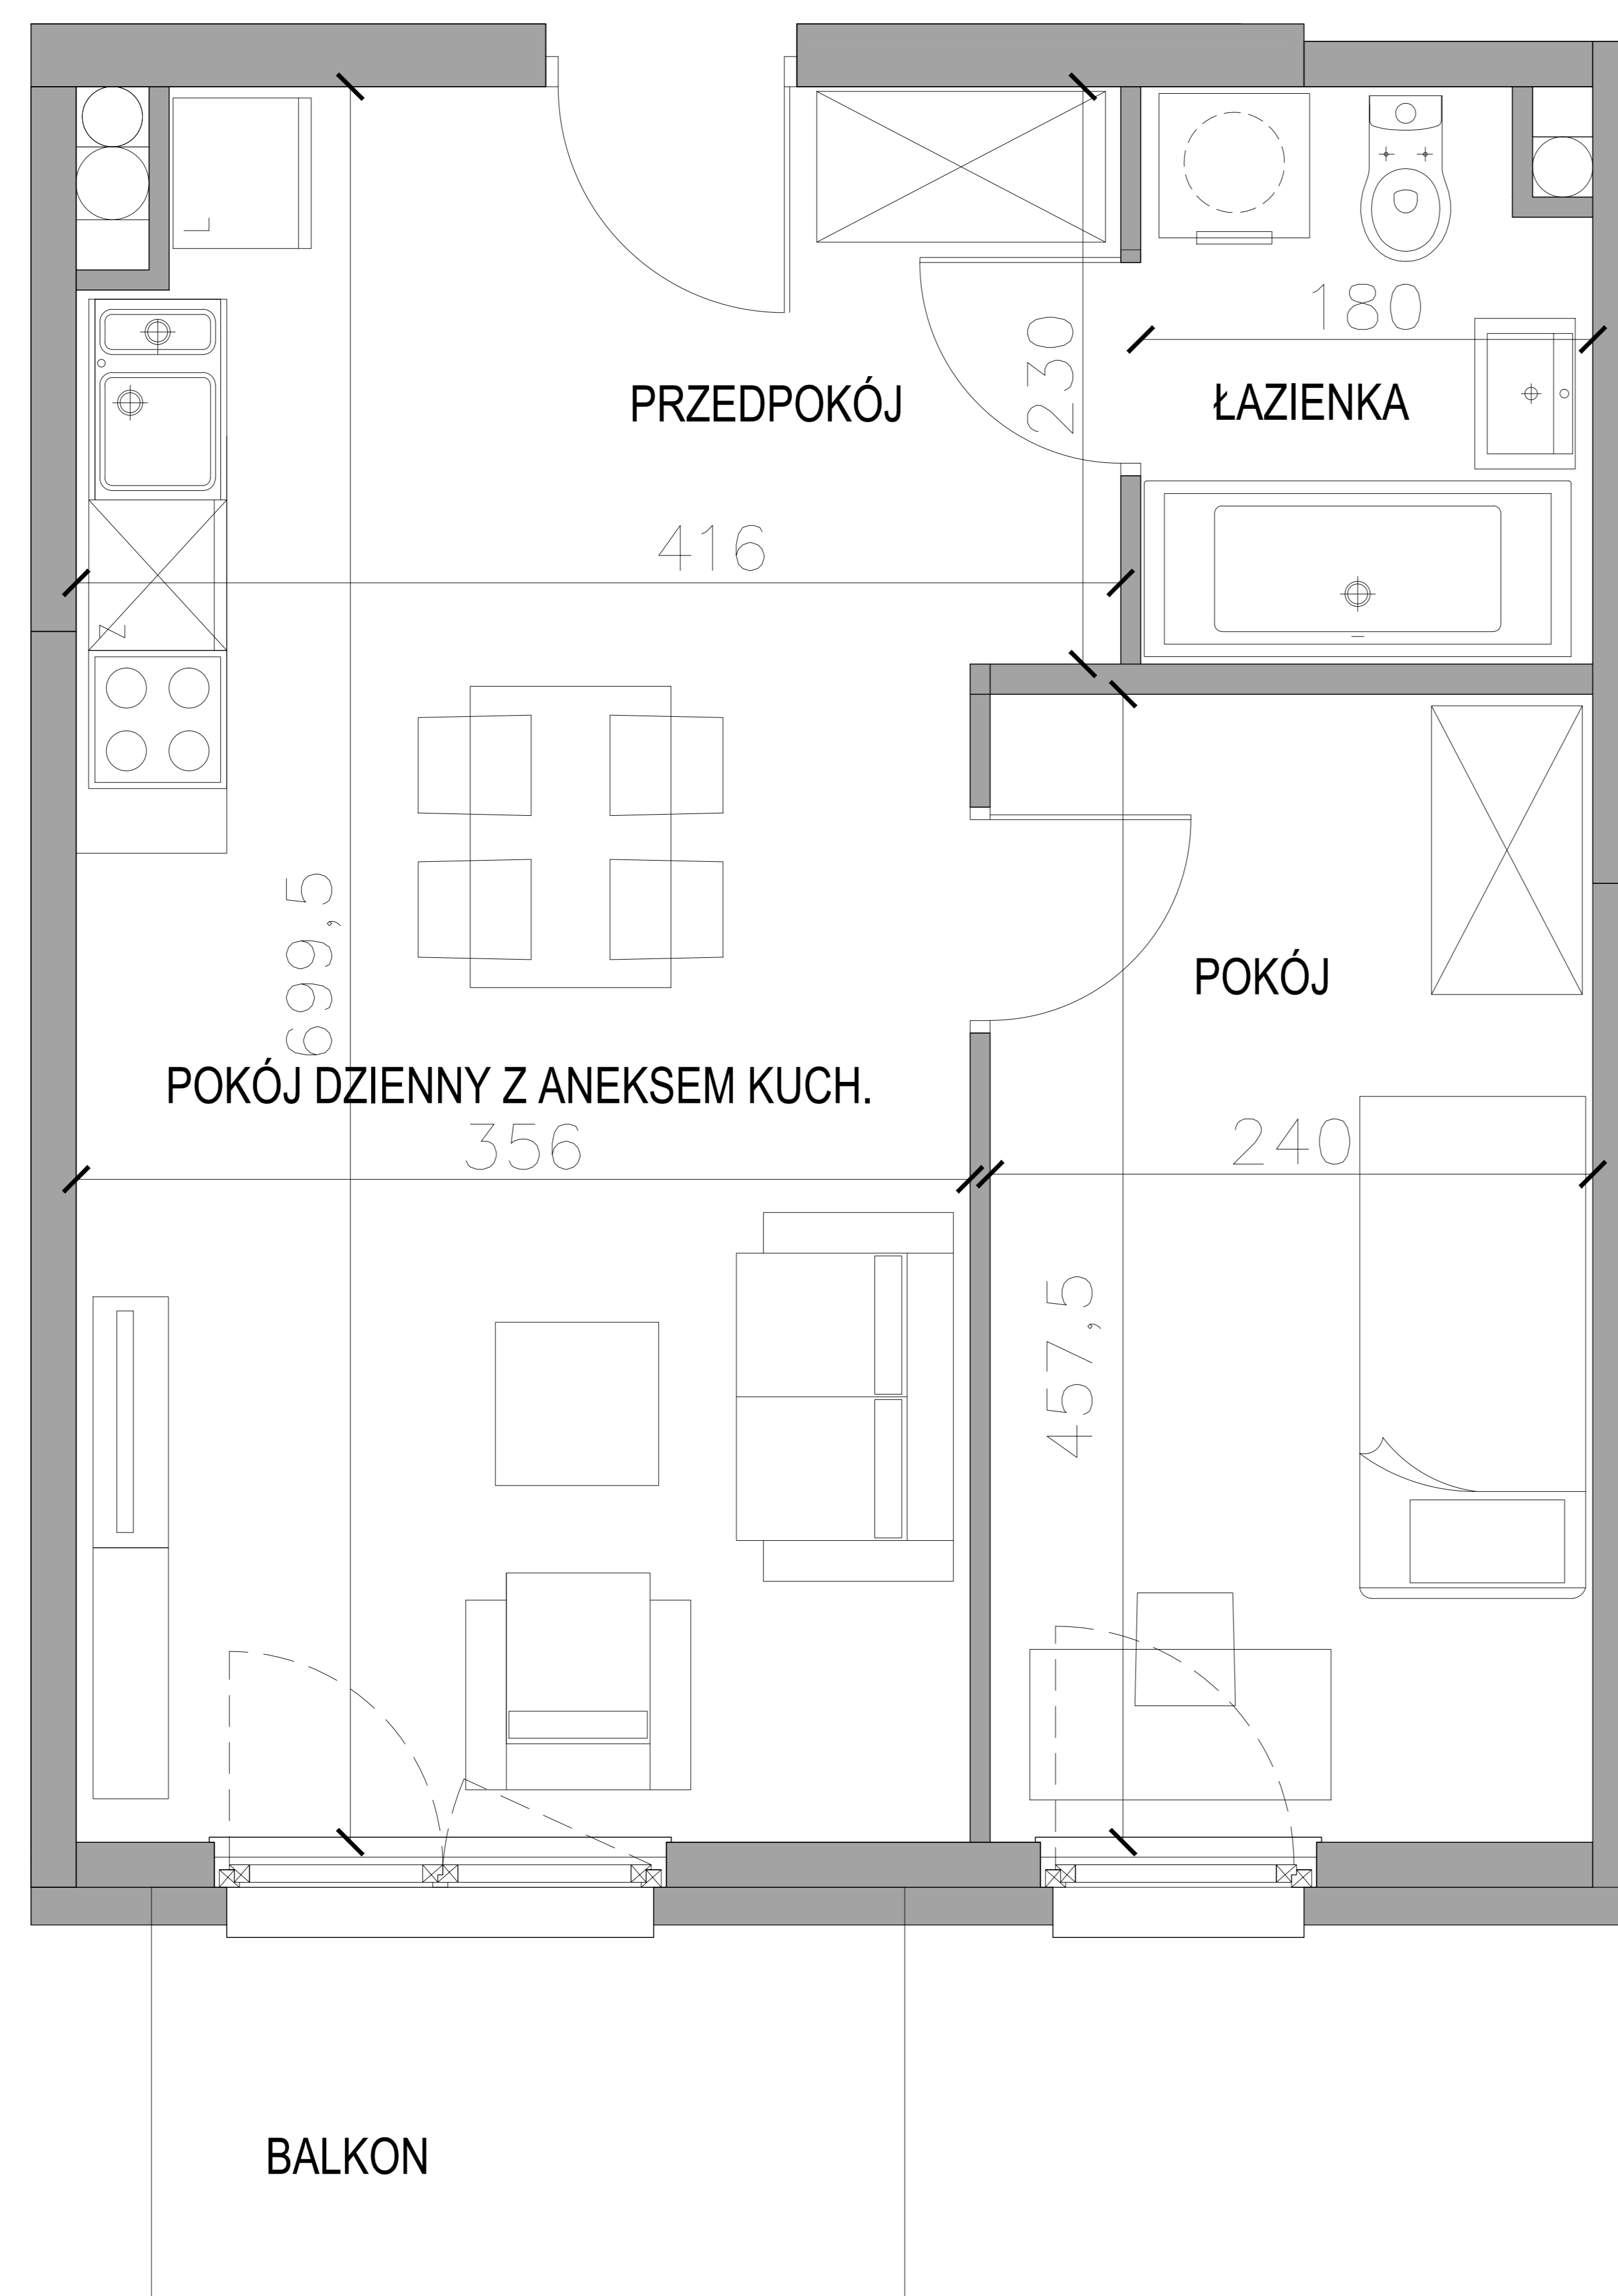 180
230
PRZEDPOKÓJ
ŁAZIENKA
416
699,5
POKÓJ
POKÓJ DZIENNY Z ANEKSEM KUCH.
356
240
457,5
BALKON